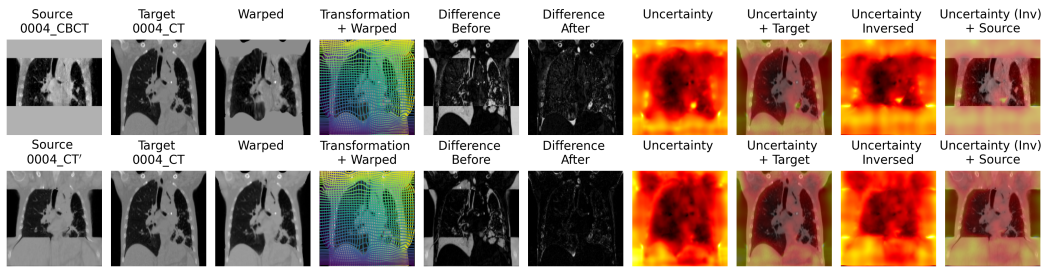 Source
0004_CBCT
Target
0004_CT
Warped
Transformation
+ Warped
Difference
Before
Difference
After
Uncertainty
Uncertainty
+ Target
Uncertainty
Inversed
Uncertainty (Inv)
+ Source
Source
0004_CT′
Target
0004_CT
Warped
Transformation
+ Warped
Difference
Before
Difference
After
Uncertainty
Uncertainty
+ Target
Uncertainty
Inversed
Uncertainty (Inv)
+ Source